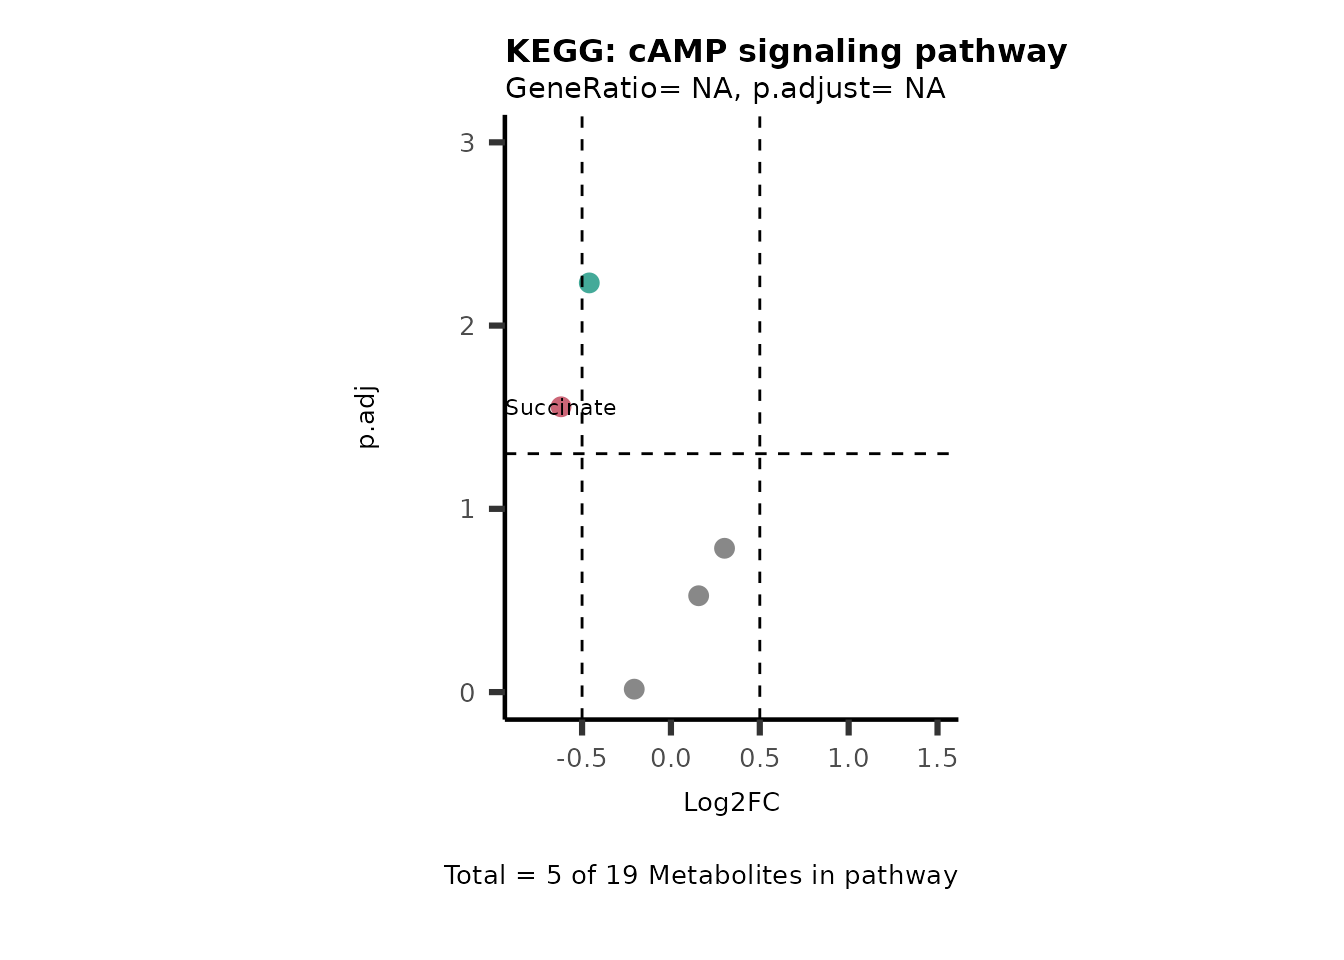 KEGG: cAMP signaling pathway
GeneRatio= NA, p.adjust= NA
3
2
1
0
p.adj
Succinate
-0.5 0.0 0.5 1.0 1.5
Log2FC
Total = 5 of 19 Metabolites in pathway